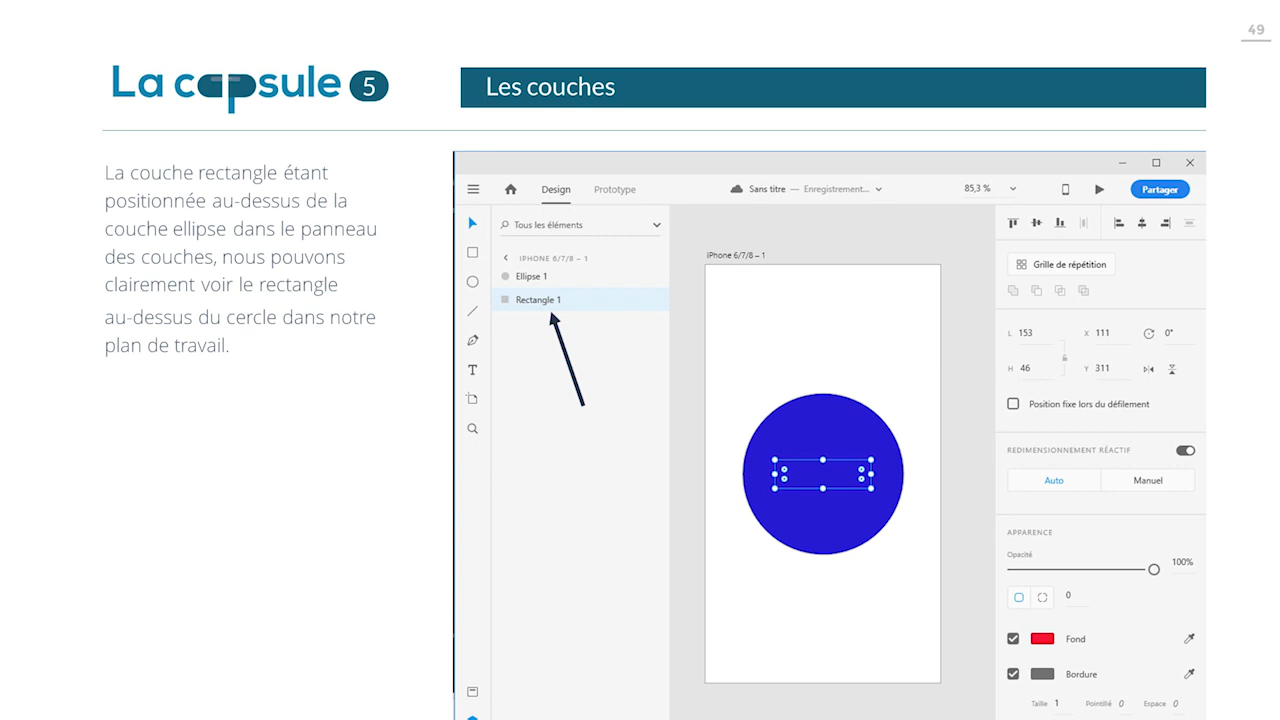 49
La capsule 5
Les couches
La couche rectangle étant
positionnée au-dessus de la
couche ellipse dans le panneau
des couches, nous pouvons
clairement voir le rectangle
au-dessus du cercle dans notre
plan de travail.
Design
Prototype
Sans titre — Enregistrement...
85,3 %
Partager
Tous les éléments
IPHONE 6/7/8 – 1
Ellipse 1
Rectangle 1
iPhone 6/7/8 – 1
Grille de répétition
L 153
X 111
0°
H 46
Y 311
Position fixe lors du défilement
REDIMENSIONNEMENT RÉACTIF
Auto
Manuel
APPARENCE
Opacité
100%
0
Fond
Bordure
Taille 1
Pointillé 0
Espace 0